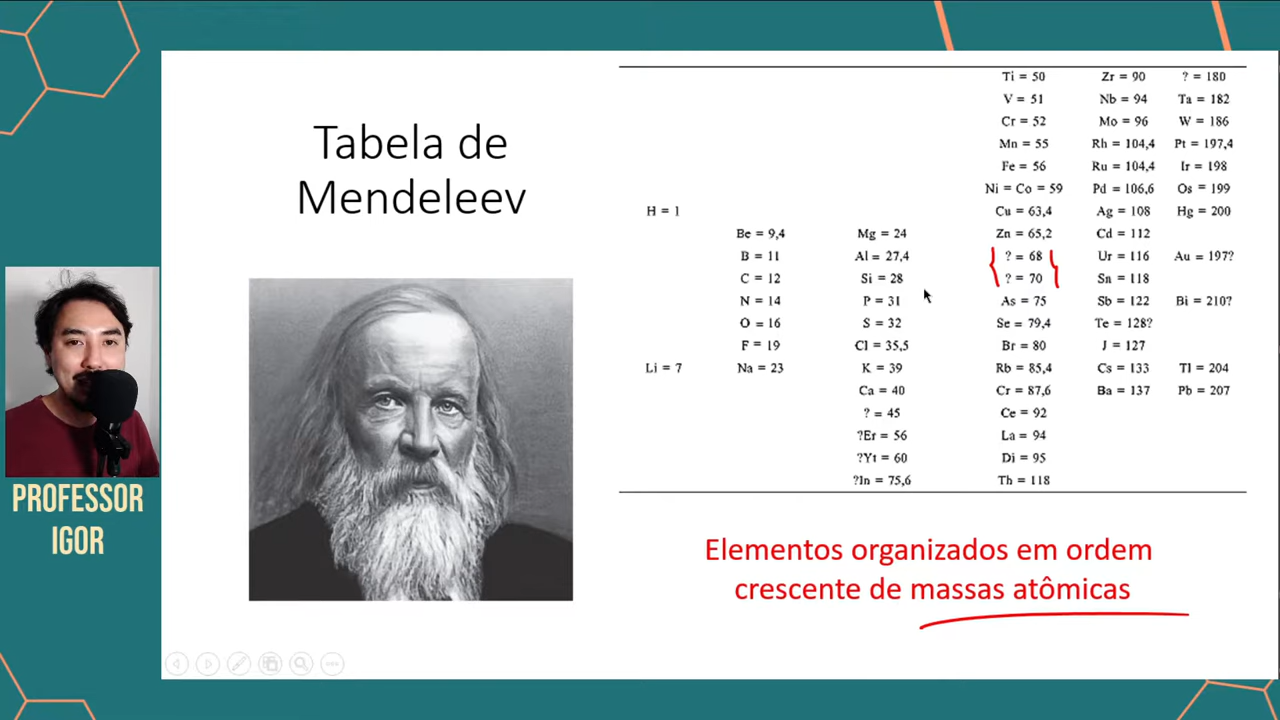 Tabela de
Mendeleev
PROFESSOR
IGOR
Ti = 50 Zr = 90 ? = 180
V = 51 Nb = 94 Ta = 182
Cr = 52 Mo = 96 W = 186
Mn = 55 Rh = 104,4 Pt = 197,4
Fe = 56 Ru = 104,4 Ir = 198
Ni = Co = 59 Pd = 106,6 Os = 199
H = 1 Cu = 63,4 Ag = 108 Hg = 200
Be = 9,4 Mg = 24 Zn = 65,2 Cd = 112
B = 11 Al = 27,4 ? = 68 Ur = 116 Au = 197?
C = 12 Si = 28 ? = 70 Sn = 118
N = 14 P = 31 As = 75 Sb = 122 Bi = 210?
O = 16 S = 32 Se = 79,4 Te = 128?
F = 19 Cl = 35,5 Br = 80 J = 127
Li = 7 Na = 23 K = 39 Rb = 85,4 Cs = 133 Tl = 204
Ca = 40 Cr = 87,6 Ba = 137 Pb = 207
? = 45 Ce = 92
?Er = 56 La = 94
?Yt = 60 Di = 95
?In = 75,6 Th = 118
Elementos organizados em ordem
crescente de massas atômicas